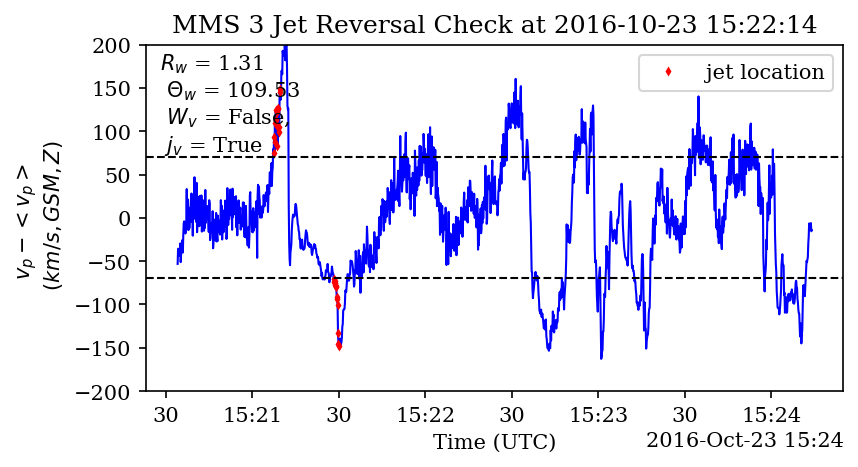 MMS 3 Jet Reversal Check at 2016-10-23 15:22:14
R_w = 1.31
Θ_w = 109.53
W_v = False,
j_v = True
jet location
v_p − < v_p >
(km/s, GSM, Z)
200
150
100
50
0
−50
−100
−150
−200
30 15:21 30 15:22 30 15:23 30 15:24
Time (UTC)
2016-Oct-23 15:24